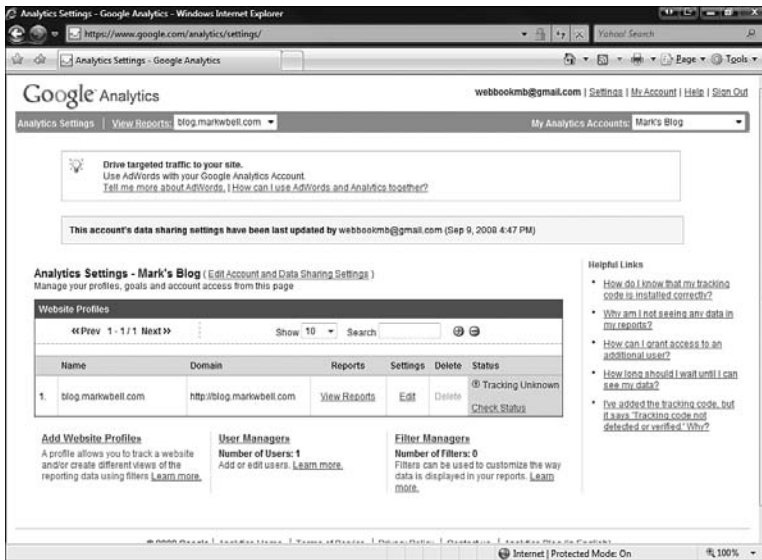 Analytics Settings - Google Analytics - Windows Internet Explorer
https://www.google.com/analytics/settings/
Yahoo! Search
Analytics Settings - Google Analytics
Page
Tools
Google Analytics
webbookmb@gmail.com | Settings | My Account | Help | Sign Out
Analytics Settings | View Reports: blog.markwbell.com
My Analytics Accounts: Mark's Blog
Drive targeted traffic to your site.
Use AdWords with your Google Analytics Account.
Tell me more about AdWords. | How can I use AdWords and Analytics together?
This account's data sharing settings have been last updated by webbookmb@gmail.com (Sep 9, 2008 4:47 PM)
Analytics Settings - Mark's Blog ( Edit Account and Data Sharing Settings )
Manage your profiles, goals and account access from this page
Website Profiles
«Prev 1 - 1 / 1 Next»
Show 10 Search
Name Domain Reports Settings Delete Status
1. blog.markwbell.com http://blog.markwbell.com View Reports Edit Delete Tracking Unknown
Check Status
Add Website Profiles
A profile allows you to track a website
and/or create different views of the
reporting data using filters Learn more.
User Managers
Number of Users: 1
Add or edit users. Learn more.
Filter Managers
Number of Filters: 0
Filters can be used to customize the way
data is displayed in your reports. Learn
more.
Helpful Links
How do I know that my tracking
code is installed correctly?
Why am I not seeing any data in
my reports?
How can I grant access to an
additional user?
How long should I wait until I can
see my data?
I've added the tracking code, but
it says 'Tracking code not
detected or verified.' Why?
Internet | Protected Mode: On
100%